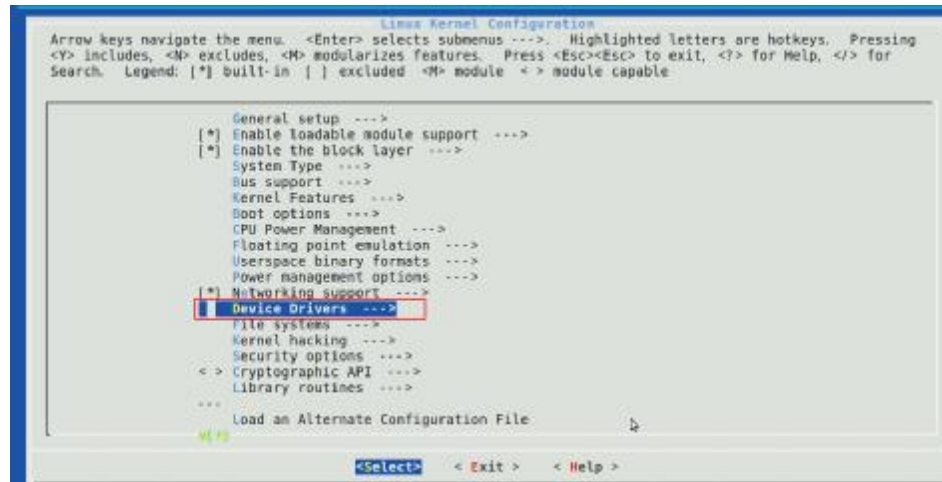 Linux Kernel Configuration
Arrow keys navigate the menu. <Enter> selects submenus --->. Highlighted letters are hotkeys. Pressing
<Y> includes, <N> excludes, <M> modularizes features. Press <Esc><Esc> to exit, <?> for Help, </> for
Search. Legend: [*] built-in [ ] excluded <M> module < > module capable
General setup --->
[*] Enable loadable module support --->
[*] Enable the block layer --->
System Type --->
Bus support --->
Kernel Features --->
Boot options --->
CPU Power Management --->
Floating point emulation --->
Userspace binary formats --->
Power management options --->
[*] Networking support --->
Device Drivers --->
File systems --->
Kernel hacking --->
Security options --->
< > Cryptographic API --->
Library routines --->
---
Load an Alternate Configuration File
<Select> < Exit > < Help >